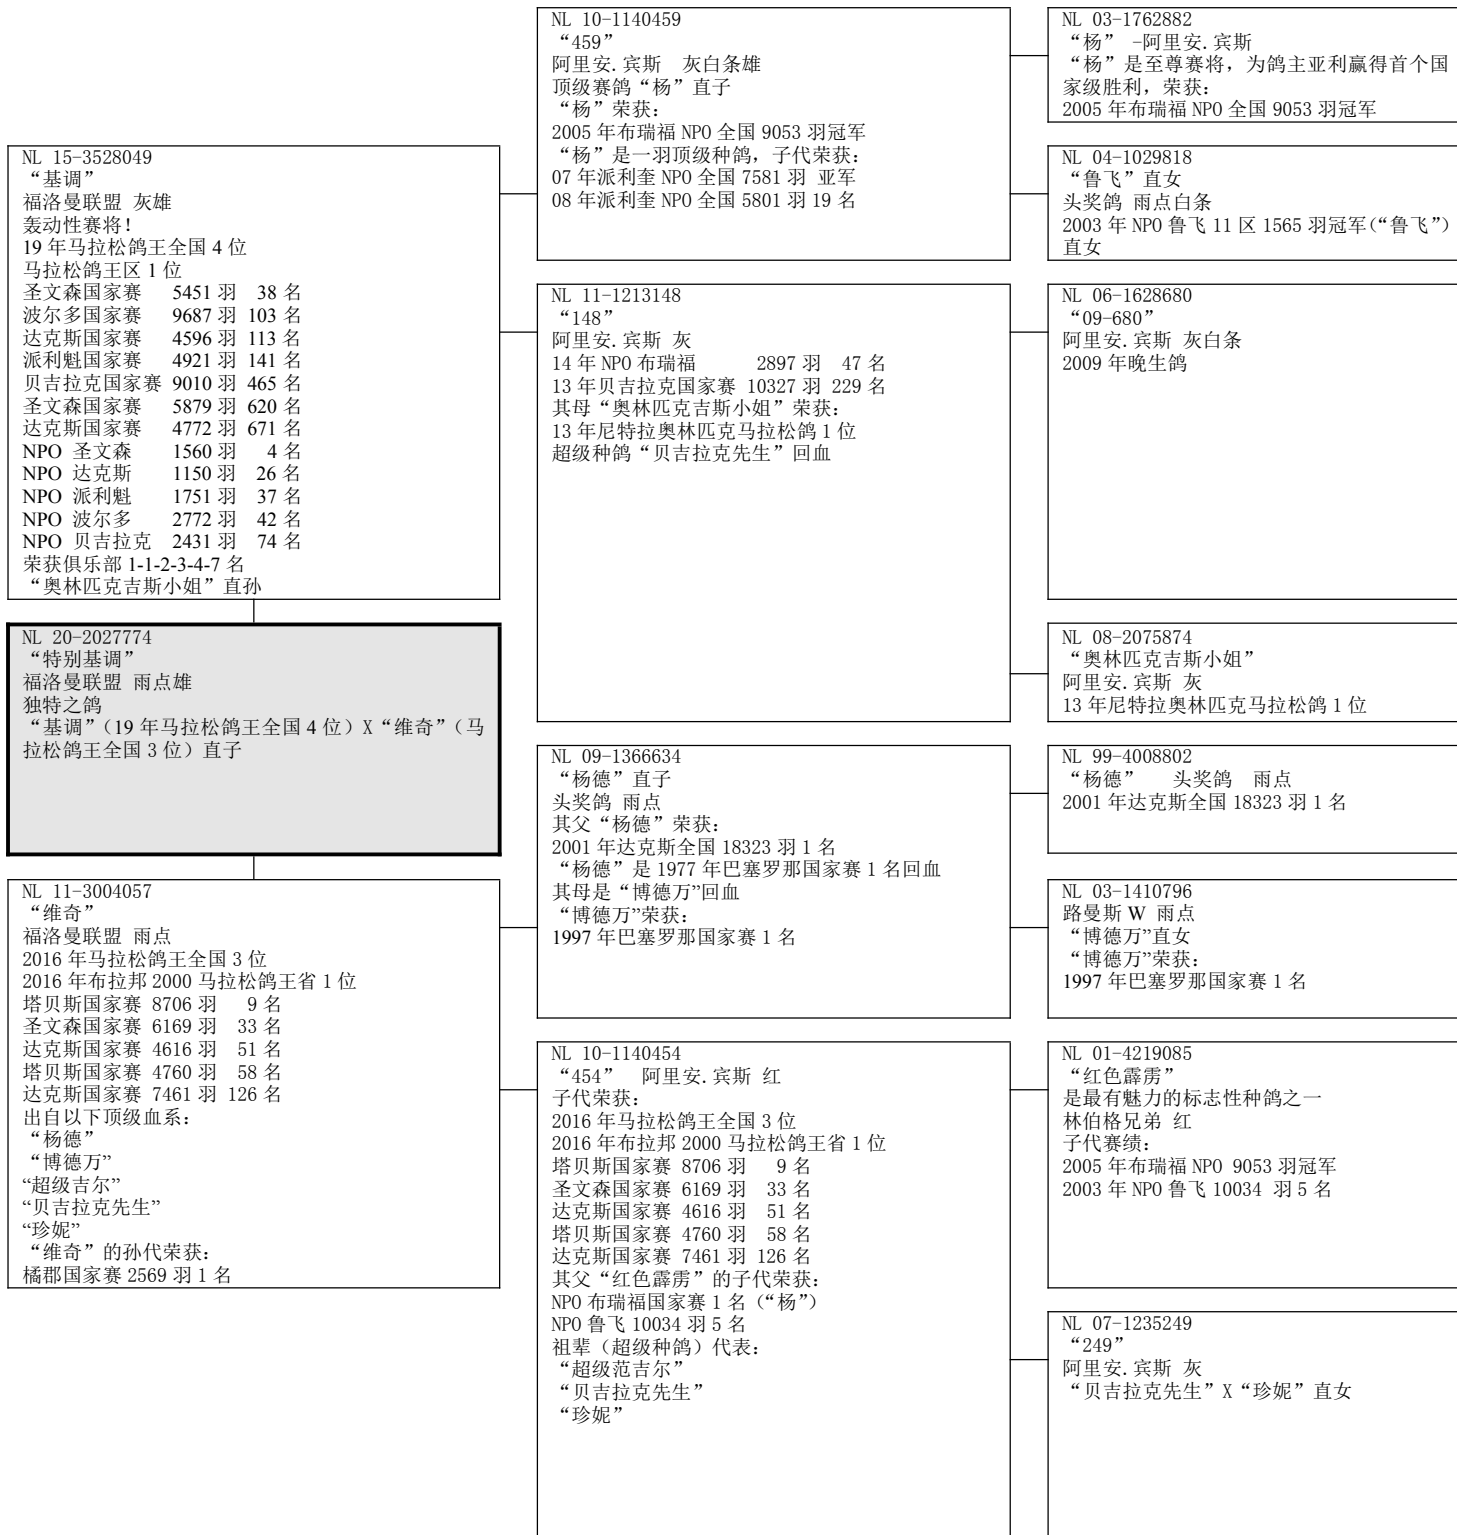 NL 15-3528049
“基调”
福洛曼联盟 灰雄
轰动性赛将！
19 年马拉松鸽王全国 4 位
马拉松鸽王区 1 位
圣文森国家赛 5451 羽 38 名
波尔多国家赛 9687 羽 103 名
达克斯国家赛 4596 羽 113 名
派利魁国家赛 4921 羽 141 名
贝吉拉克国家赛 9010 羽 465 名
圣文森国家赛 5879 羽 620 名
达克斯国家赛 4772 羽 671 名
NPO 圣文森 1560 羽 4 名
NPO 达克斯 1150 羽 26 名
NPO 派利魁 1751 羽 37 名
NPO 波尔多 2772 羽 42 名
NPO 贝吉拉克 2431 羽 74 名
荣获俱乐部 1-1-2-3-4-7 名
“奥林匹克吉斯小姐”直孙
NL 20-2027774
“特别基调”
福洛曼联盟 雨点雄
独特之鸽
“基调”（19 年马拉松鸽王全国 4 位）X“维奇”（马
拉松鸽王全国 3 位）直子
NL 11-3004057
“维奇”
福洛曼联盟 雨点
2016 年马拉松鸽王全国 3 位
2016 年布拉邦 2000 马拉松鸽王省 1 位
塔贝斯国家赛 8706 羽 9 名
圣文森国家赛 6169 羽 33 名
达克斯国家赛 4616 羽 51 名
塔贝斯国家赛 4760 羽 58 名
达克斯国家赛 7461 羽 126 名
出自以下顶级血系：
“杨德”
“博德万”
“超级吉尔”
“贝吉拉克先生”
“珍妮”
“维奇”的孙代荣获：
橘郡国家赛 2569 羽 1 名
NL 10-1140459
“459”
阿里安.宾斯 灰白条雄
顶级赛鸽“杨”直子
“杨”荣获：
2005 年布瑞福 NPO 全国 9053 羽冠军
“杨”是一羽顶级种鸽，子代荣获：
07 年派利奎 NPO 全国 7581 羽 亚军
08 年派利奎 NPO 全国 5801 羽 19 名
NL 11-1213148
“148”
阿里安.宾斯 灰
14 年 NPO 布瑞福 2897 羽 47 名
13 年贝吉拉克国家赛 10327 羽 229 名
其母“奥林匹克吉斯小姐”荣获：
13 年尼特拉奥林匹克马拉松鸽 1 位
超级种鸽“贝吉拉克先生”回血
NL 09-1366634
“杨德”直子
头奖鸽 雨点
其父“杨德”荣获：
2001 年达克斯全国 18323 羽 1 名
“杨德”是 1977 年巴塞罗那国家赛 1 名回血
其母是“博德万”回血
“博德万”荣获：
1997 年巴塞罗那国家赛 1 名
NL 10-1140454
“454” 阿里安.宾斯 红
子代荣获：
2016 年马拉松鸽王全国 3 位
2016 年布拉邦 2000 马拉松鸽王省 1 位
塔贝斯国家赛 8706 羽 9 名
圣文森国家赛 6169 羽 33 名
达克斯国家赛 4616 羽 51 名
塔贝斯国家赛 4760 羽 58 名
达克斯国家赛 7461 羽 126 名
其父“红色霹雳”的子代荣获：
NPO 布瑞福国家赛 1 名（“杨”）
NPO 鲁飞 10034 羽 5 名
祖辈（超级种鸽）代表：
“超级范吉尔”
“贝吉拉克先生”
“珍妮”
NL 03-1762882
“杨” -阿里安.宾斯
“杨”是至尊赛将，为鸽主亚利赢得首个国
家级胜利，荣获：
2005 年布瑞福 NPO 全国 9053 羽冠军
NL 04-1029818
“鲁飞”直女
头奖鸽 雨点白条
2003 年 NPO 鲁飞 11 区 1565 羽冠军(“鲁飞”)
直女
NL 06-1628680
“09-680”
阿里安.宾斯 灰白条
2009 年晚生鸽
NL 08-2075874
“奥林匹克吉斯小姐”
阿里安.宾斯 灰
13 年尼特拉奥林匹克马拉松鸽 1 位
NL 99-4008802
“杨德” 头奖鸽 雨点
2001 年达克斯全国 18323 羽 1 名
NL 03-1410796
路曼斯 W 雨点
“博德万”直女
“博德万”荣获：
1997 年巴塞罗那国家赛 1 名
NL 01-4219085
“红色霹雳”
是最有魅力的标志性种鸽之一
林伯格兄弟 红
子代赛绩：
2005 年布瑞福 NPO 9053 羽冠军
2003 年 NPO 鲁飞 10034 羽 5 名
NL 07-1235249
“249”
阿里安.宾斯 灰
“贝吉拉克先生”X“珍妮”直女